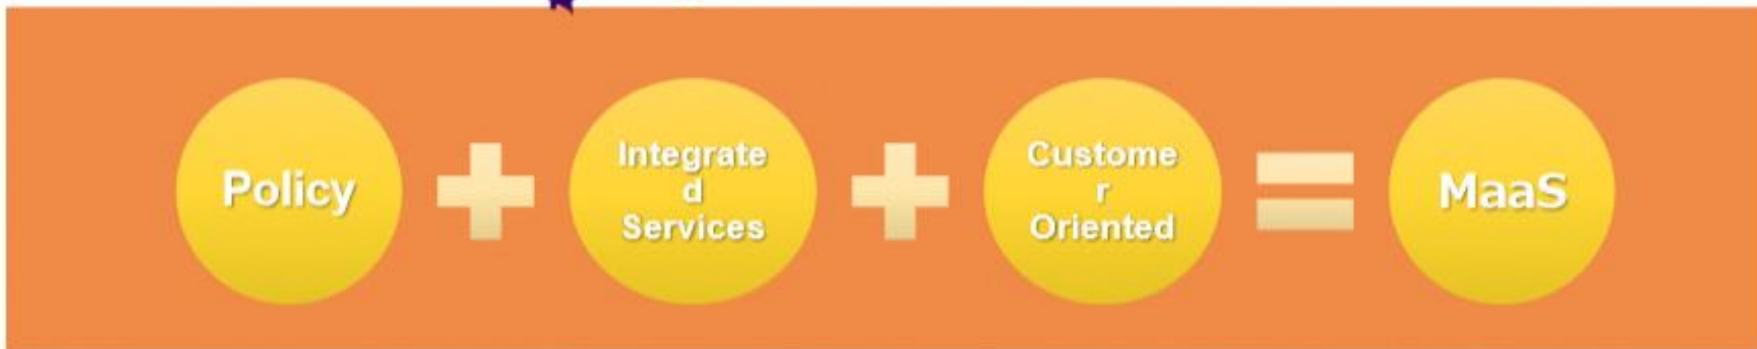 Policy
Integrate
d
Services
Custome
r
Oriented
MaaS